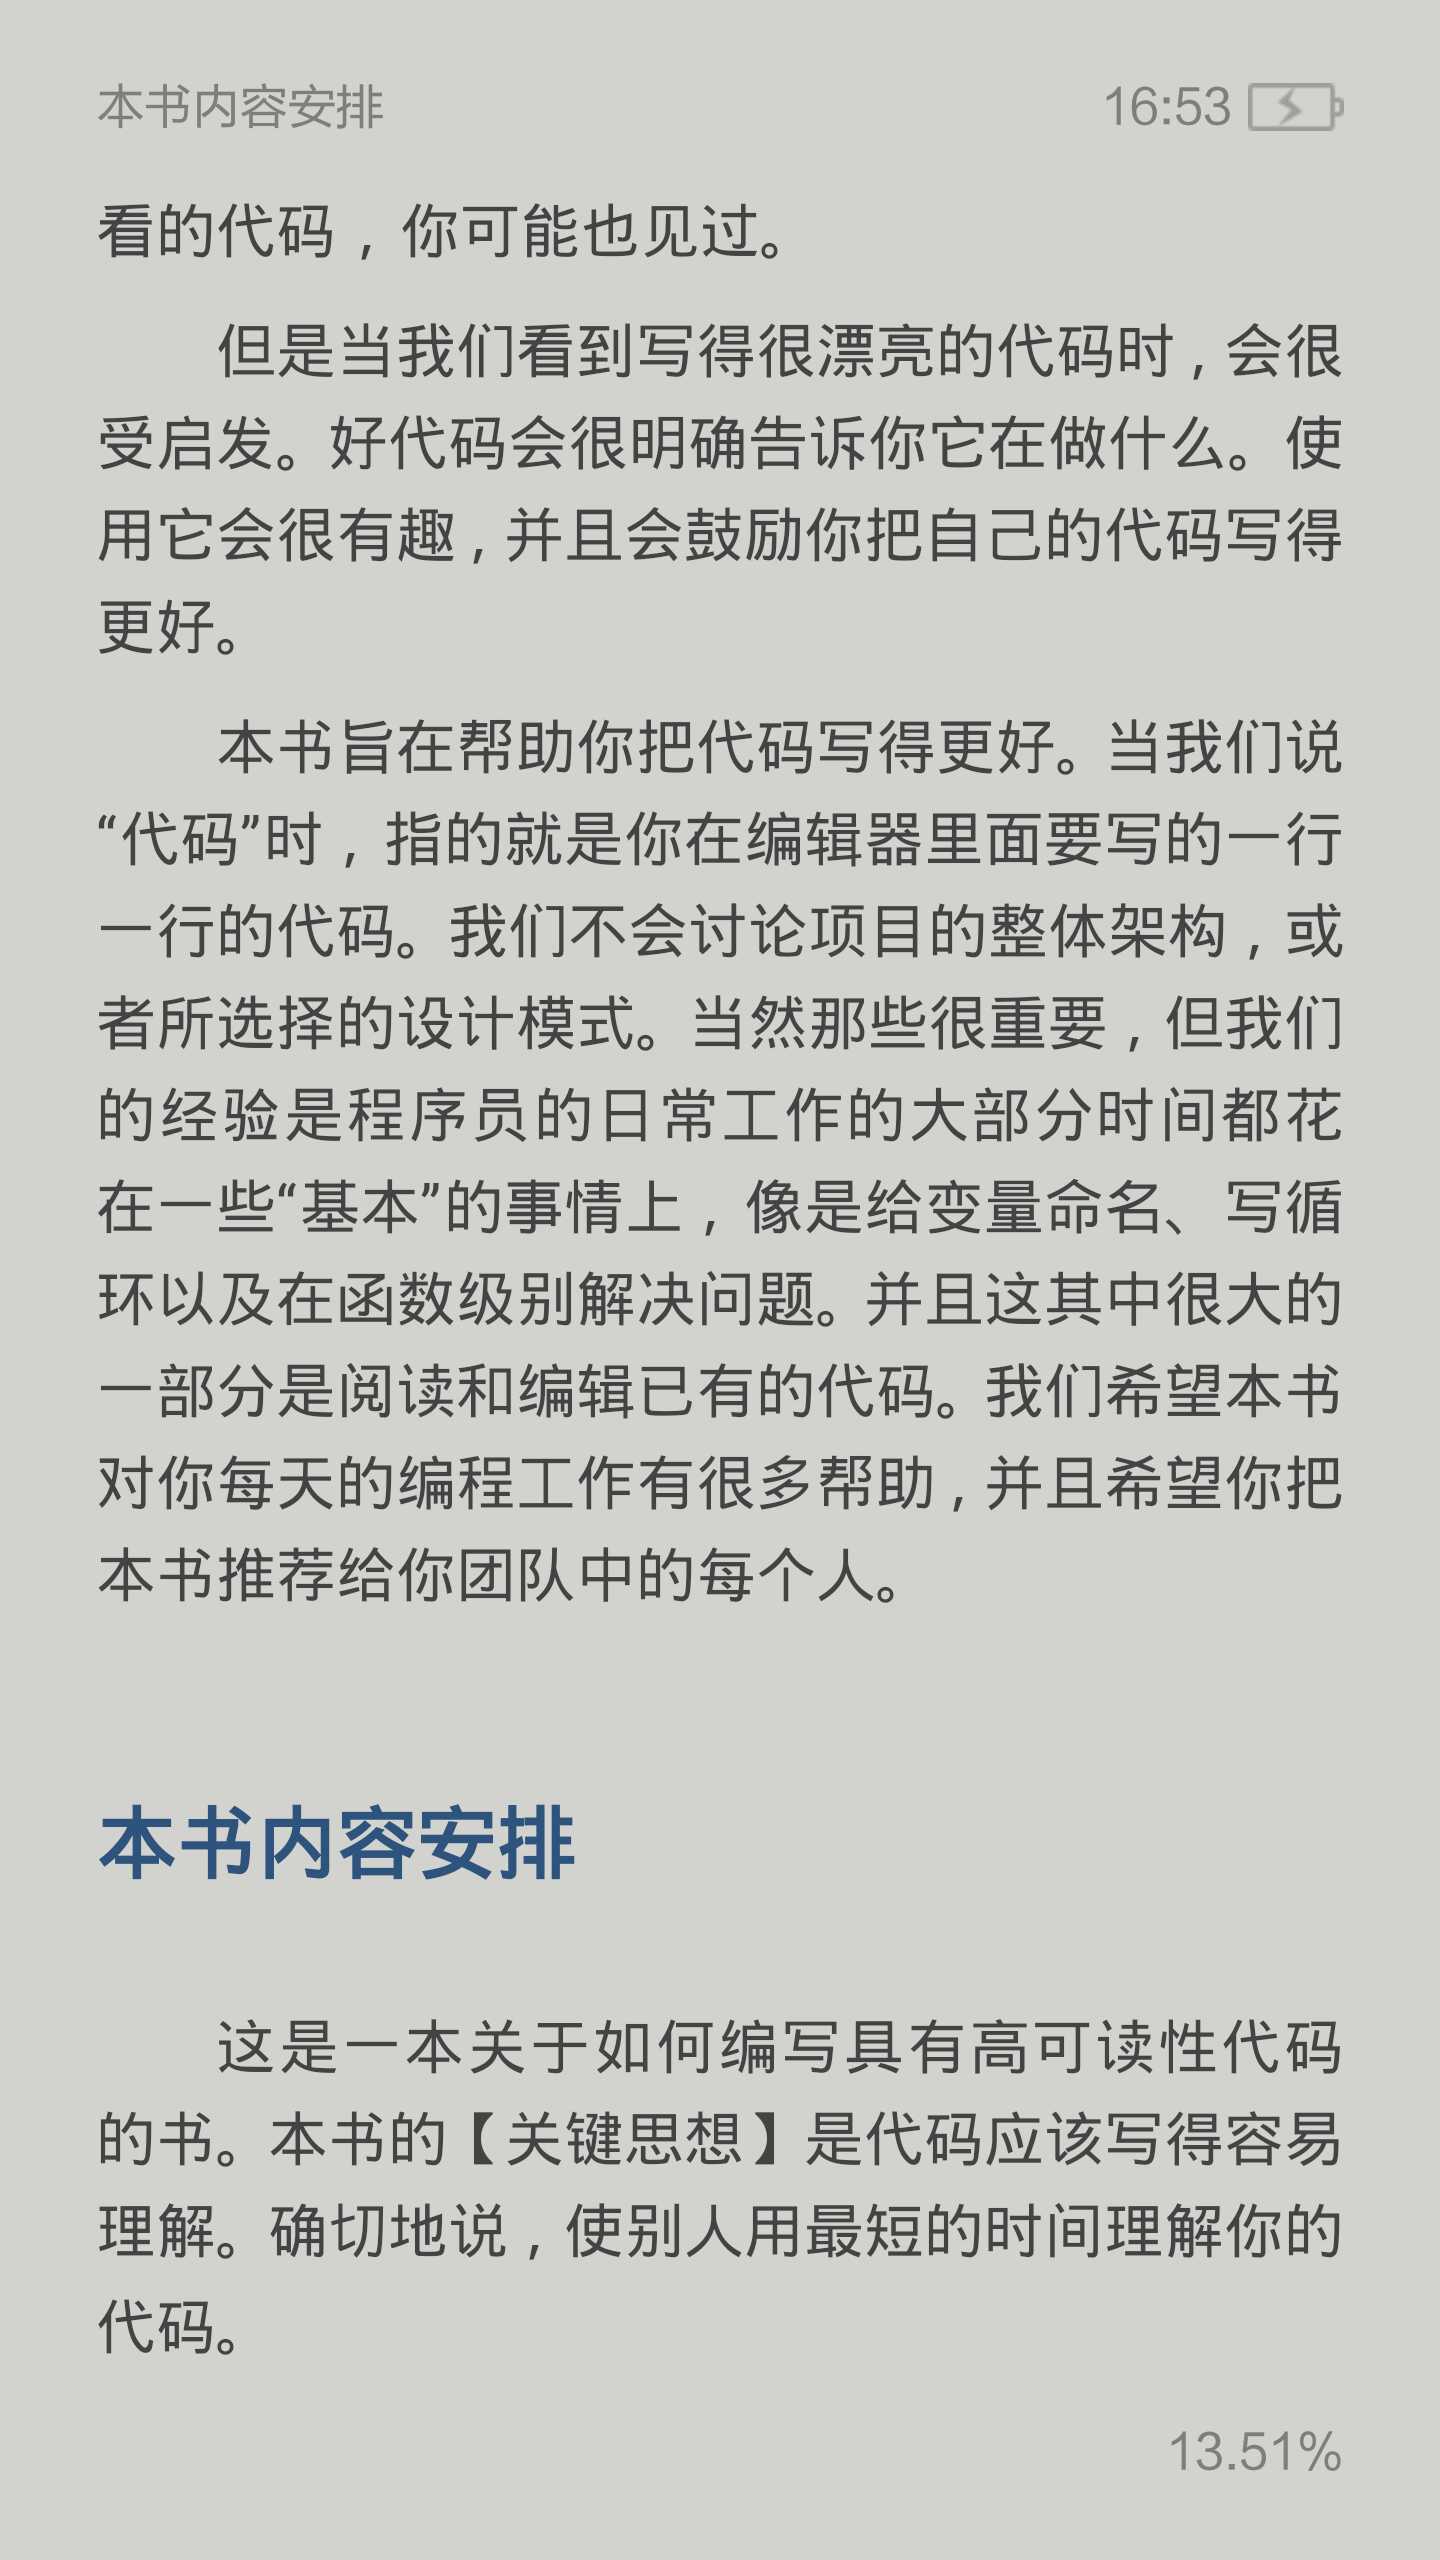 本书内容安排
16:53
看的代码，你可能也见过。
但是当我们看到写得很漂亮的代码时，会很
受启发。好代码会很明确告诉你它在做什么。使
用它会很有趣，并且会鼓励你把自己的代码写得
更好。
本书旨在帮助你把代码写得更好。当我们说
“代码”时，指的就是你在编辑器里面要写的一行
一行的代码。我们不会讨论项目的整体架构，或
者所选择的设计模式。当然那些很重要，但我们
的经验是程序员的日常工作的大部分时间都花
在一些“基本”的事情上，像是给变量命名、写循
环以及在函数级别解决问题。并且这其中很大的
一部分是阅读和编辑已有的代码。我们希望本书
对你每天的编程工作有很多帮助，并且希望你把
本书推荐给你团队中的每个人。
本书内容安排
这是一本关于如何编写具有高可读性代码
的书。本书的【关键思想】是代码应该写得容易
理解。确切地说，使别人用最短的时间理解你的
代码。
13.51%